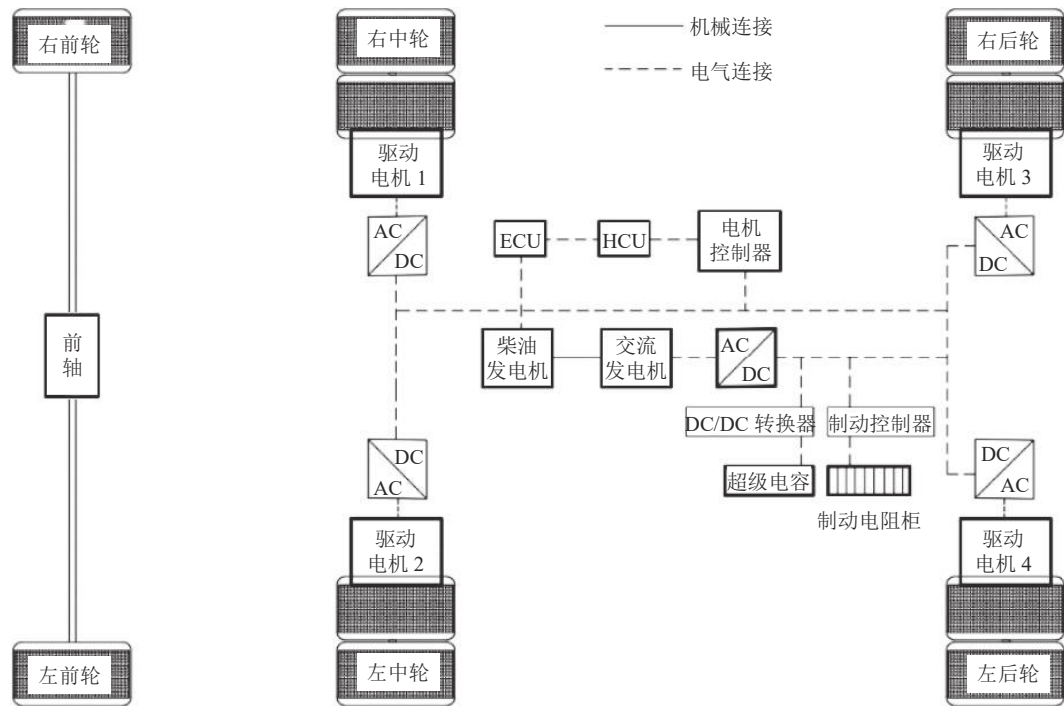 右前轮
右中轮
机械连接
右后轮
电气连接
驱动
电机 1
驱动
电机 3
AC
DC
ECU
HCU
电机
控制器
AC
DC
前
轴
柴油
发电机
交流
发电机
AC
DC
DC/DC 转换器
制动控制器
DC
AC
超级电容
DC
AC
制动电阻柜
驱动
电机 2
驱动
电机 4
左前轮
左中轮
左后轮